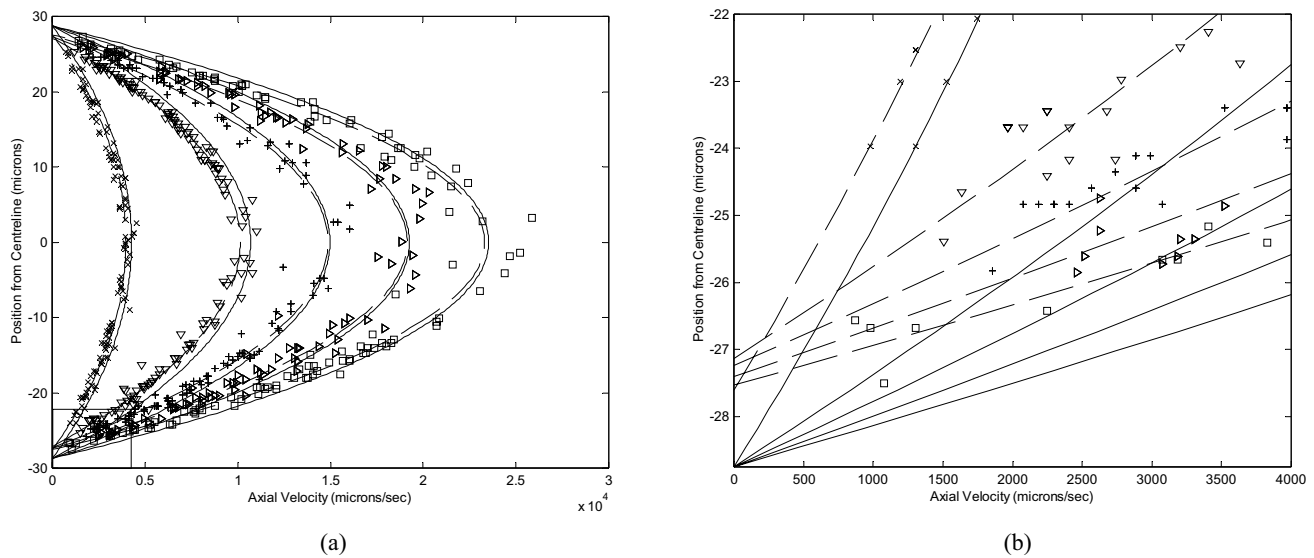 30
20
10
0
-10
-20
-30
Position from Centreline (microns)
0 0.5 1 1.5 2 2.5 3
Axial Velocity (microns/sec)
x 10^4
(a)
-22
-23
-24
-25
-26
-27
-28
Position from Centreline (microns)
0 500 1000 1500 2000 2500 3000 3500 4000
Axial Velocity (microns/sec)
(b)